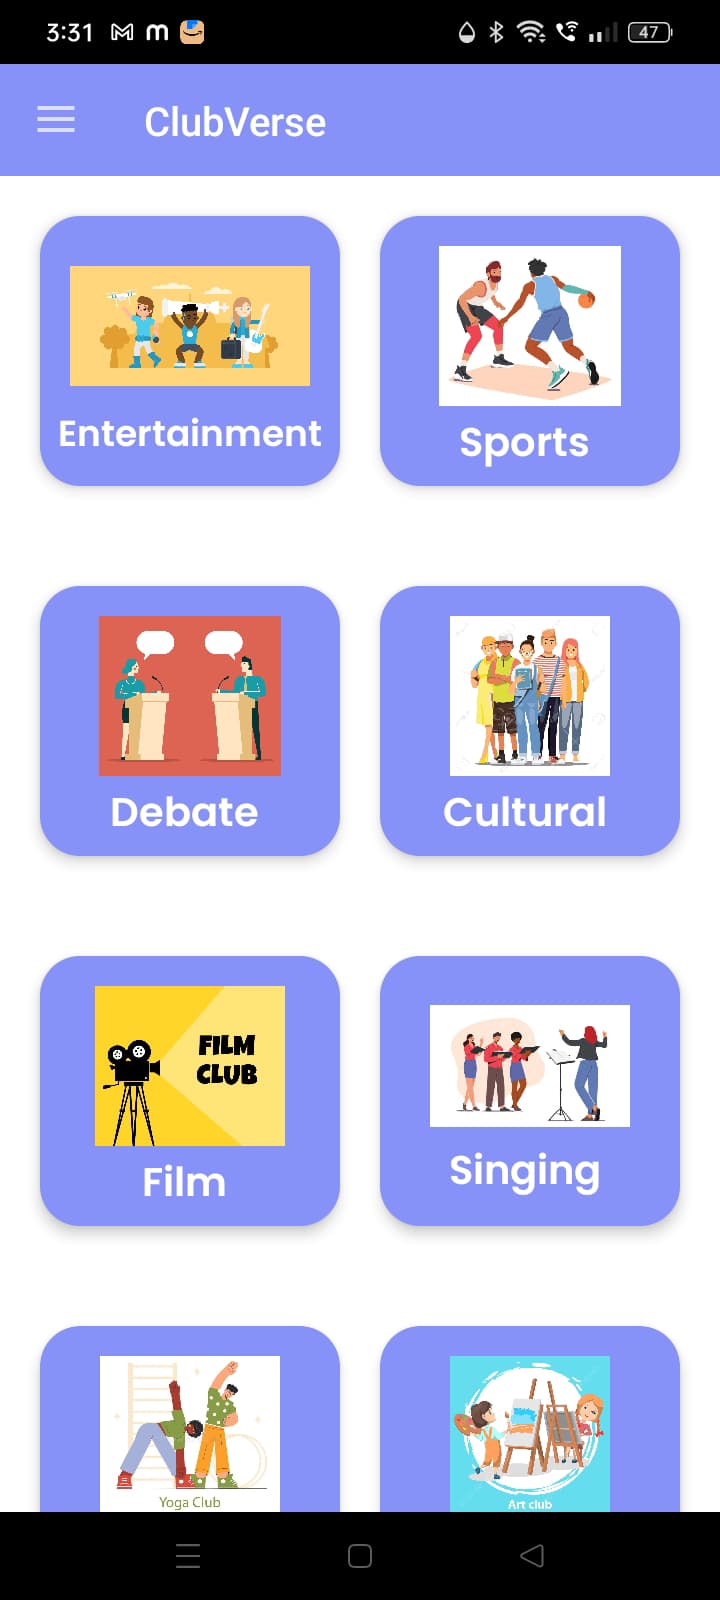 3:31 47
ClubVerse
Entertainment
Sports
Debate
Cultural
FILM
CLUB
Film
Singing
Yoga Club
Art club